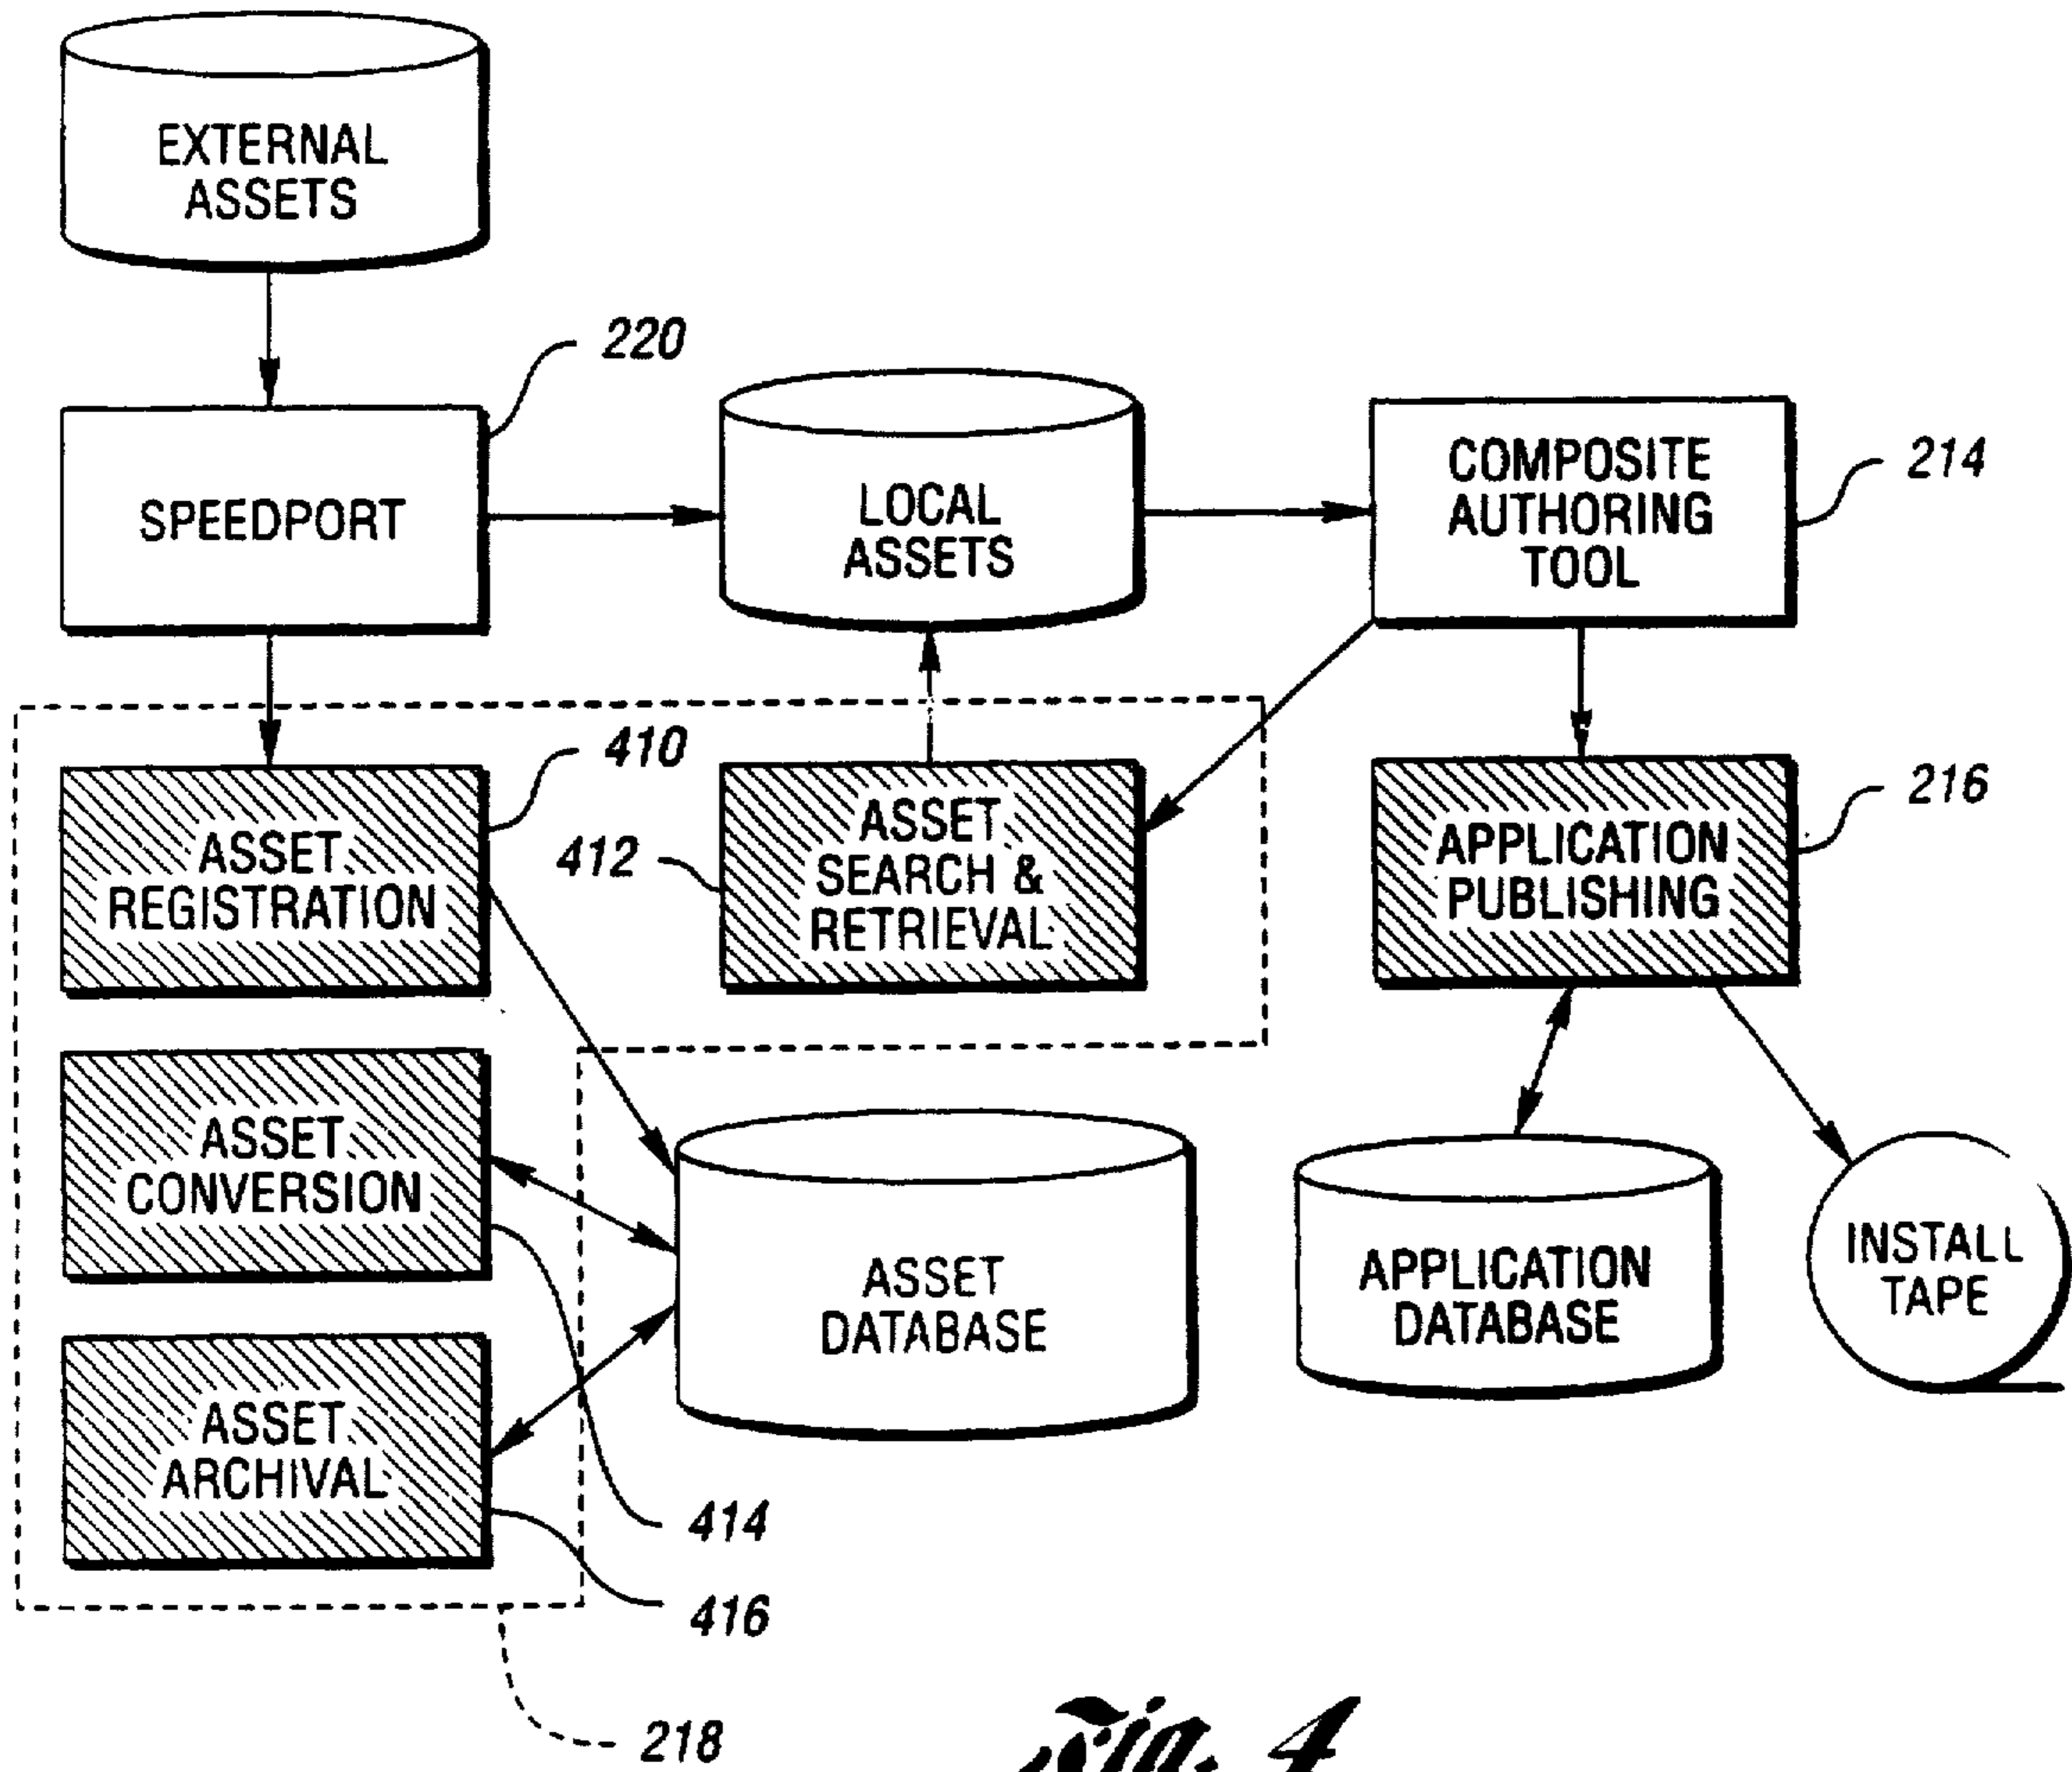 EXTERNAL
ASSETS
220
SPEEDPORT
LOCAL
ASSETS
COMPOSITE
AUTHORING
TOOL
214
410
ASSET
REGISTRATION
412
ASSET
SEARCH &
RETRIEVAL
216
APPLICATION
PUBLISHING
ASSET
CONVERSION
ASSET
DATABASE
APPLICATION
DATABASE
INSTALL
TAPE
ASSET
ARCHIVAL
414
416
218
Fig. 4